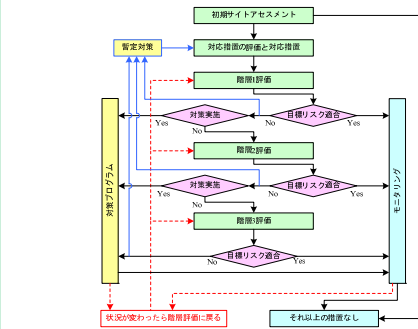 初期サイトアセスメント
暫定対策
対応措置の評価と対応措置
階層1評価
対策実施
目標リスク適合
Yes
No
No
Yes
階層2評価
対策プログラム
モニタリング
対策実施
目標リスク適合
Yes
No
No
Yes
階層3評価
目標リスク適合
No
Yes
状況が変わったら階層評価に戻る
それ以上の措置なし